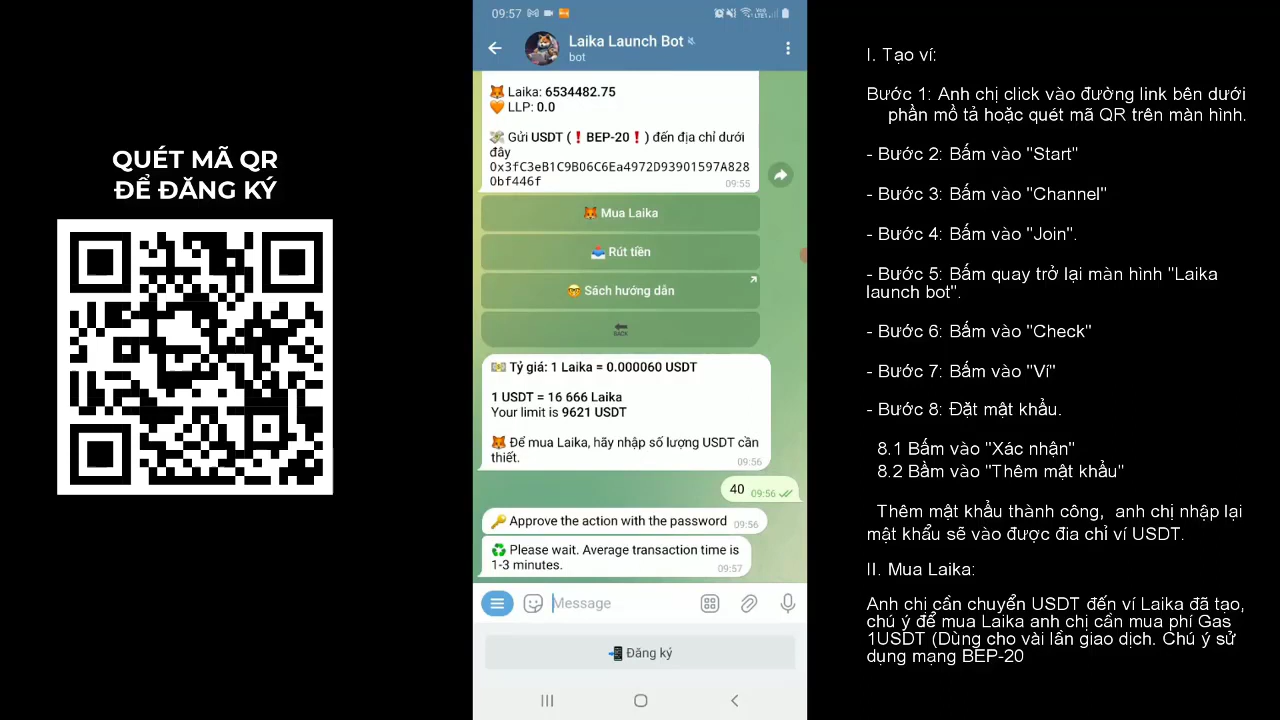 QUÉT MÃ QR
ĐỂ ĐĂNG KÝ
09:57
Laika Launch Bot
bot
Laika: 6534482.75
LLP: 0.0
Gửi USDT (❗BEP-20❗) đến địa chỉ dưới
đây
0x3fC3eB1C9B06C6Ea4972D93901597A828
0bf446f
09:55
Mua Laika
Rút tiền
Sách hướng dẫn
BACK
Tỷ giá: 1 Laika = 0.000060 USDT
1 USDT = 16 666 Laika
Your limit is 9621 USDT
Để mua Laika, hãy nhập số lượng USDT cần
thiết.
09:56
40 09:56
Approve the action with the password 09:56
Please wait. Average transaction time is
1-3 minutes.
09:57
Message
Đăng ký
I. Tạo ví:
Bước 1: Anh chị click vào đường link bên dưới
phần mồ tả hoặc quét mã QR trên màn hình.
- Bước 2: Bấm vào "Start"
- Bước 3: Bấm vào "Channel"
- Bước 4: Bấm vào "Join".
- Bước 5: Bấm quay trở lại màn hình "Laika
launch bot".
- Bước 6: Bấm vào "Check"
- Bước 7: Bấm vào "Ví"
- Bước 8: Đặt mật khẩu.
8.1 Bấm vào "Xác nhận"
8.2 Bầm vào "Thêm mật khẩu"
Thêm mật khẩu thành công, anh chị nhập lại
mật khẩu sẽ vào được đia chỉ ví USDT.
II. Mua Laika:
Anh chị cần chuyển USDT đến ví Laika đã tạo,
chú ý để mua Laika anh chị cần mua phí Gas
1USDT (Dùng cho vài lần giao dịch. Chú ý sử
dụng mạng BEP-20